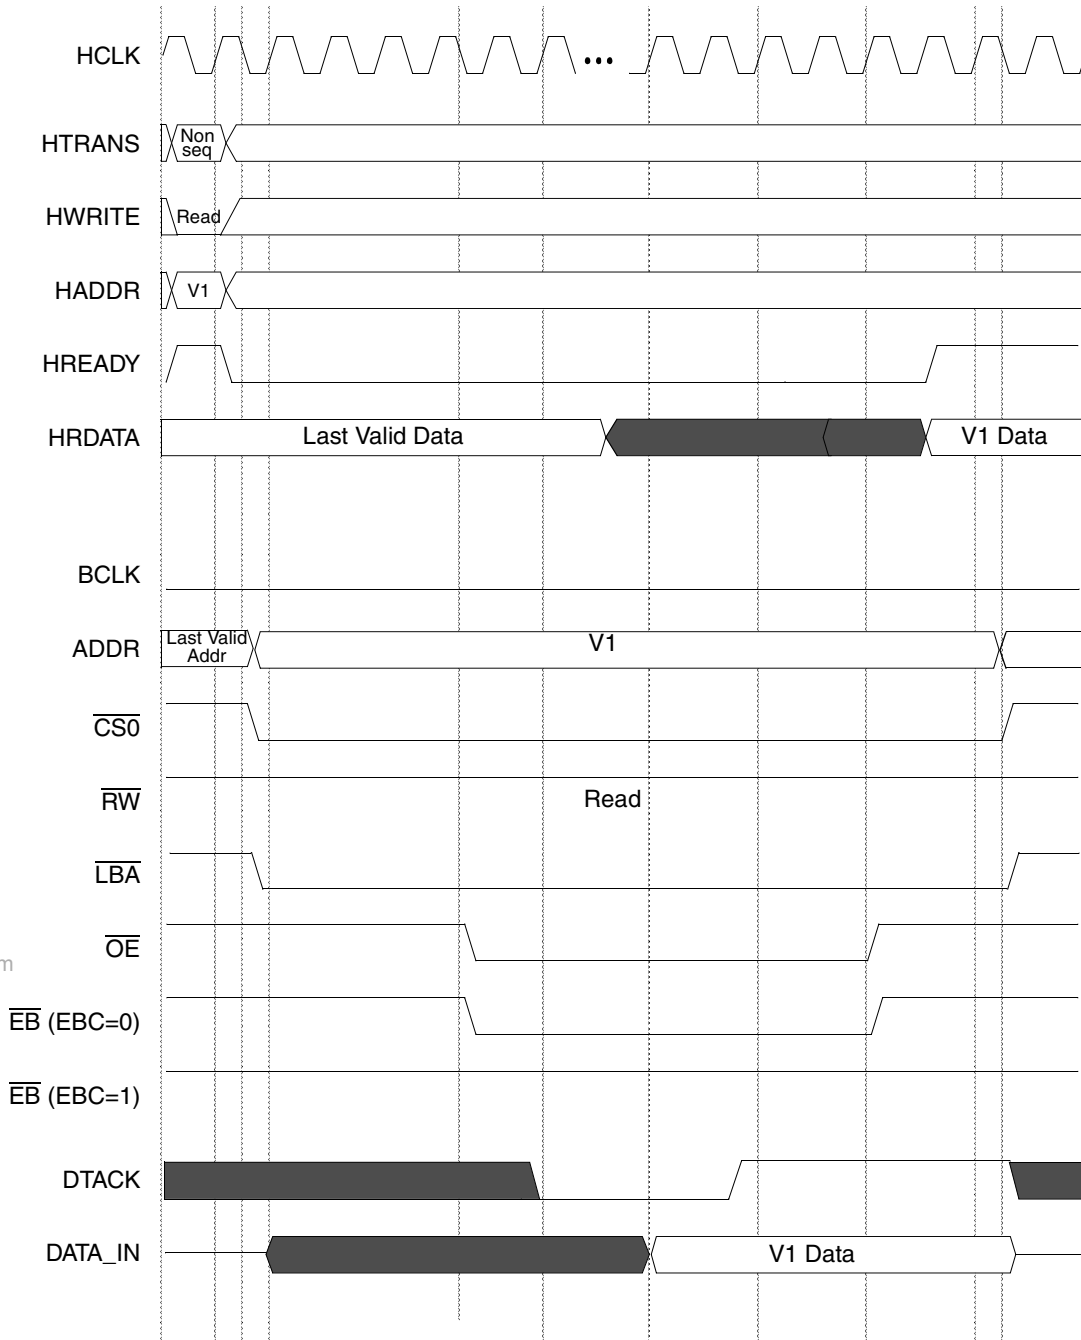 HCLK
HTRANS
Non
seq
HWRITE
Read
HADDR
V1
HREADY
HRDATA
Last Valid Data
V1 Data
BCLK
ADDR
Last Valid
Addr
V1
CS0
RW
Read
LBA
OE
m
EB (EBC=0)
EB (EBC=1)
DTACK
DATA_IN
V1 Data